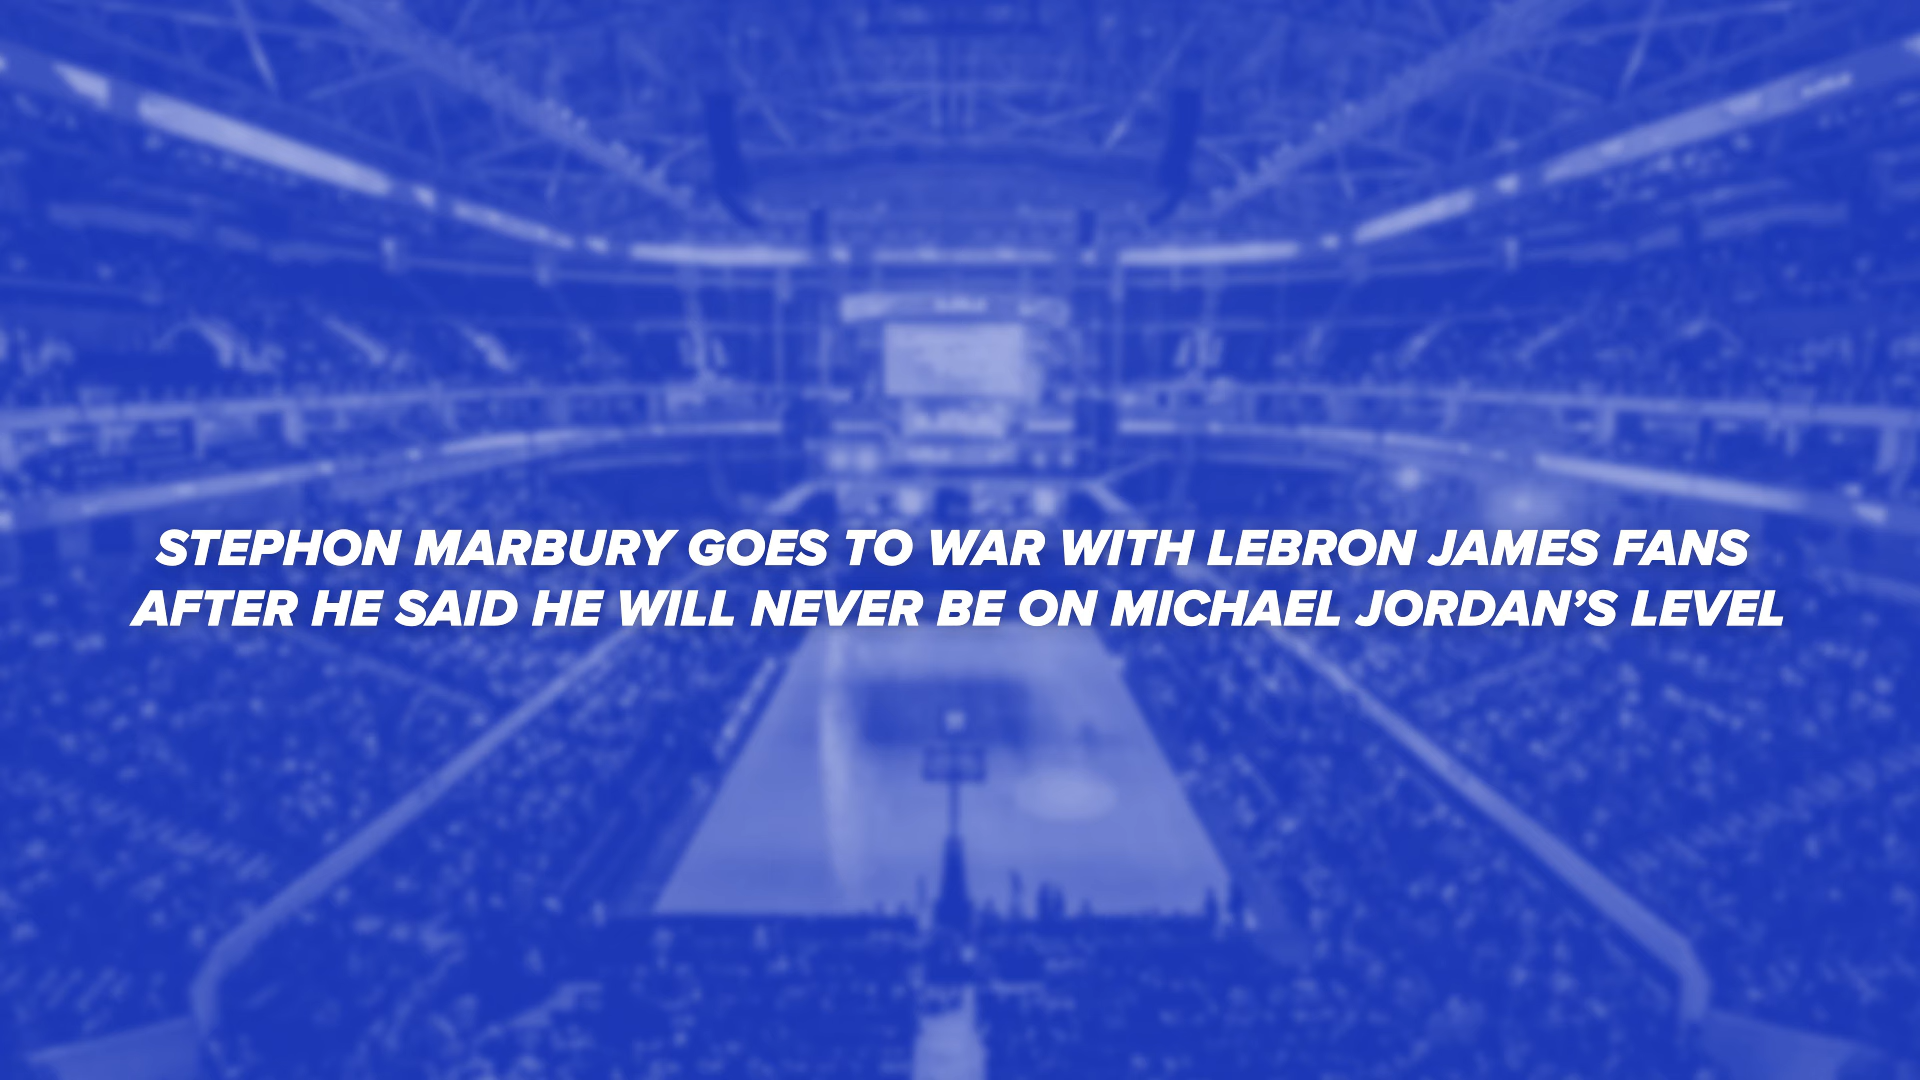 STEPHON MARBURY GOES TO WAR WITH LEBRON JAMES FANS
AFTER HE SAID HE WILL NEVER BE ON MICHAEL JORDAN’S LEVEL